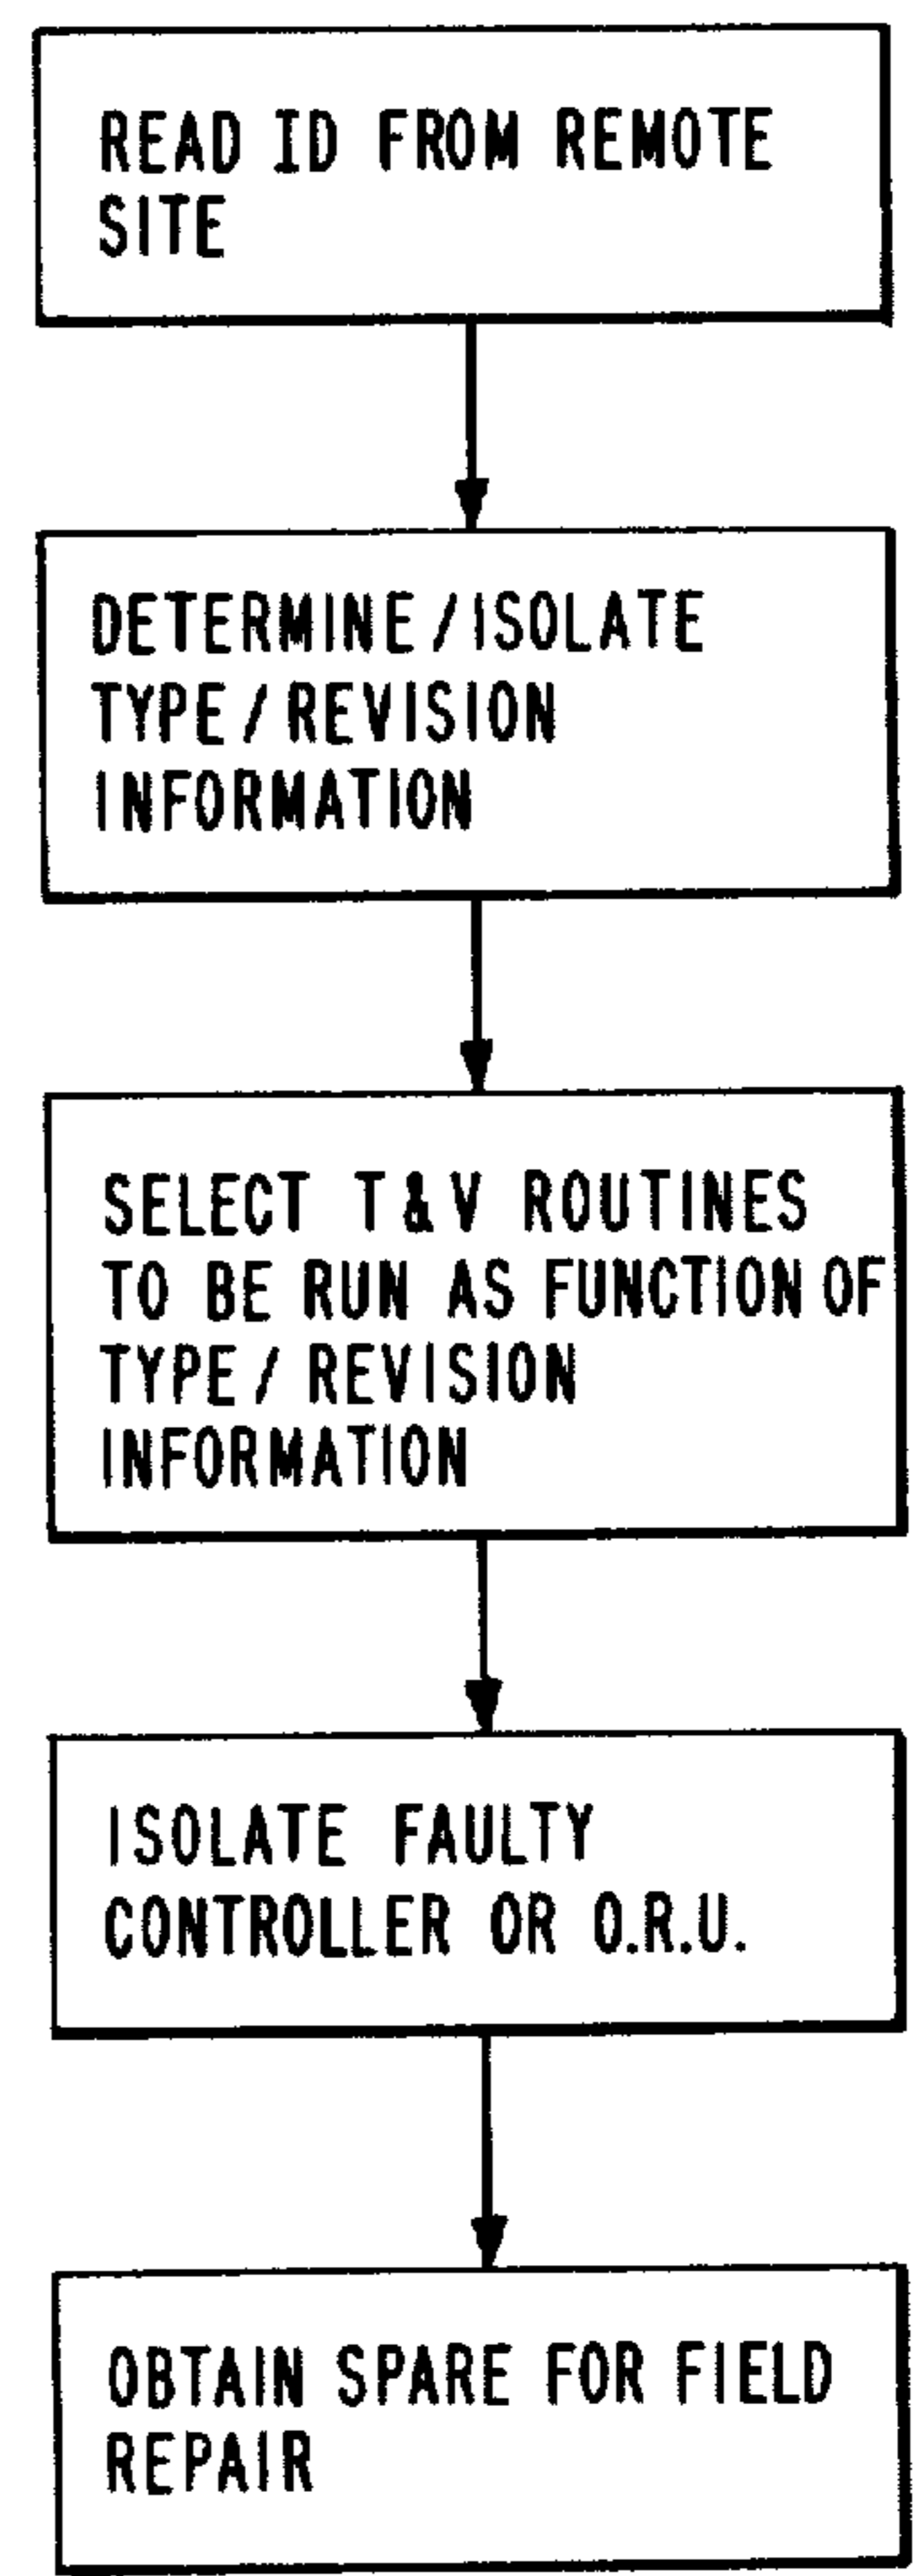 READ ID FROM REMOTE
SITE
DETERMINE/ISOLATE
TYPE/REVISION
INFORMATION
SELECT T&V ROUTINES
TO BE RUN AS FUNCTION OF
TYPE/REVISION
INFORMATION
ISOLATE FAULTY
CONTROLLER OR O.R.U.
OBTAIN SPARE FOR FIELD
REPAIR